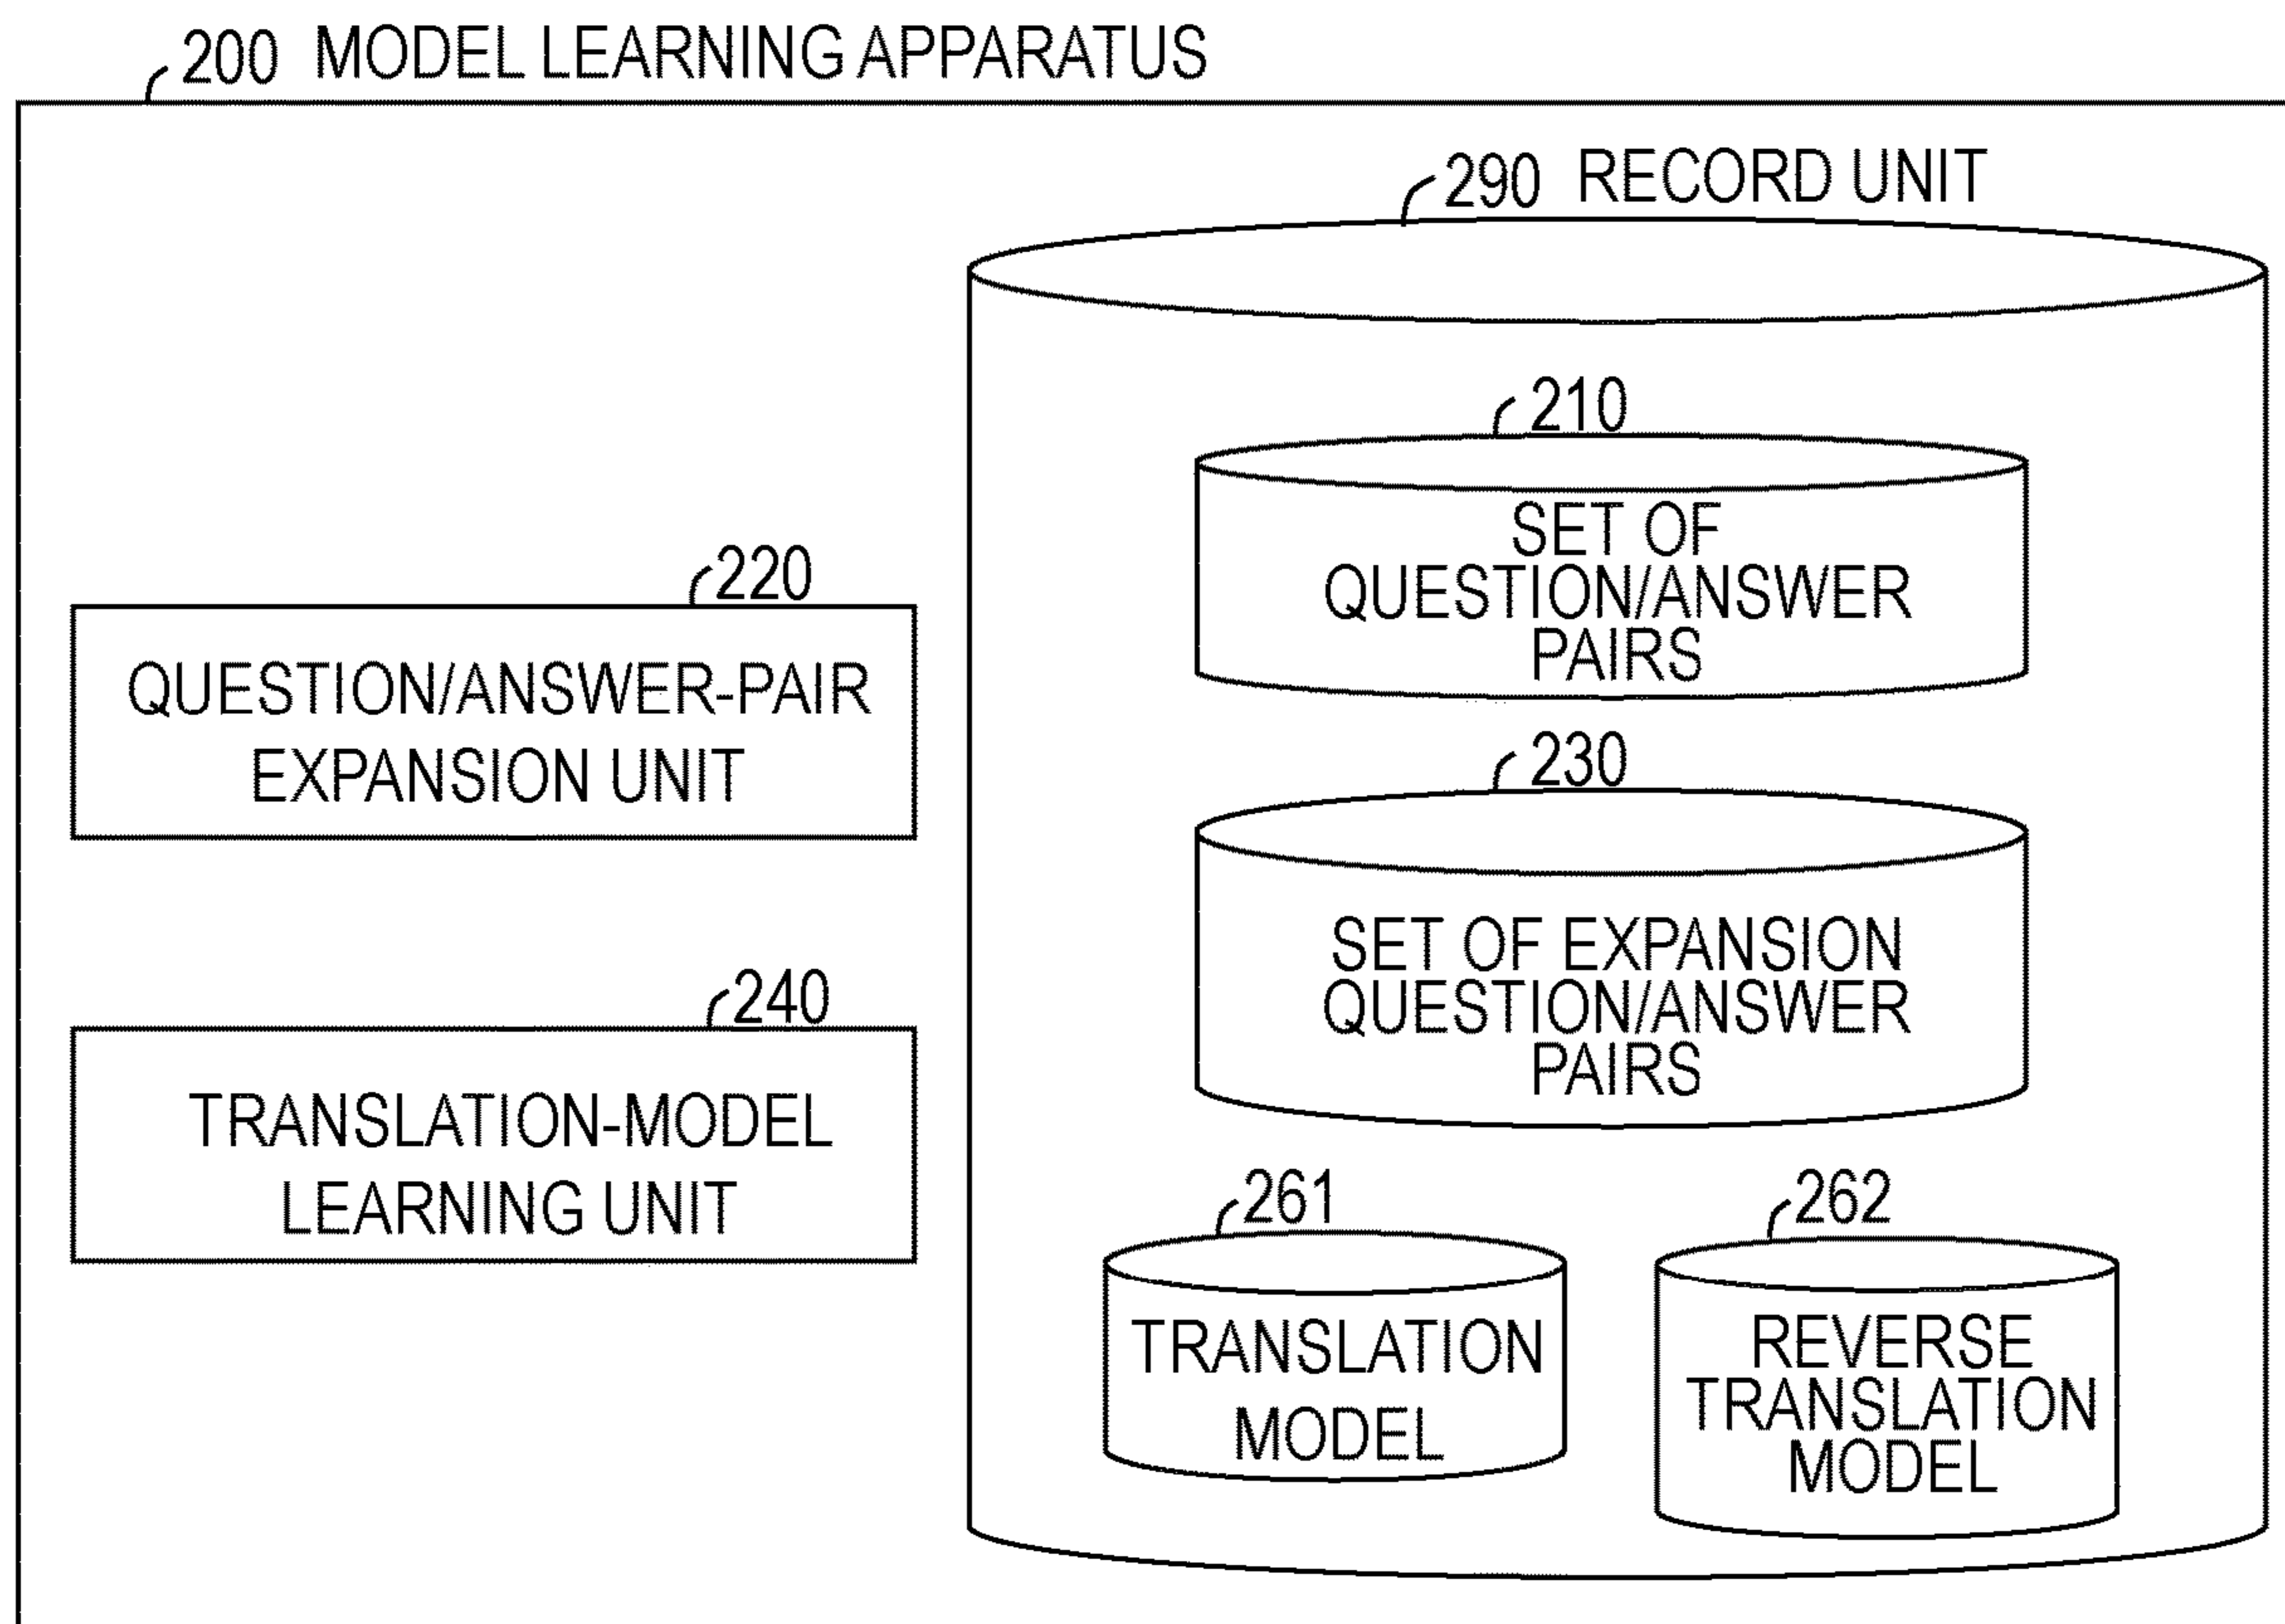 200 MODEL LEARNING APPARATUS
290 RECORD UNIT
210
SET OF
QUESTION/ANSWER
PAIRS
220
QUESTION/ANSWER-PAIR
EXPANSION UNIT
230
SET OF EXPANSION
QUESTION/ANSWER
PAIRS
240
TRANSLATION-MODEL
LEARNING UNIT
261
TRANSLATION
MODEL
262
REVERSE
TRANSLATION
MODEL